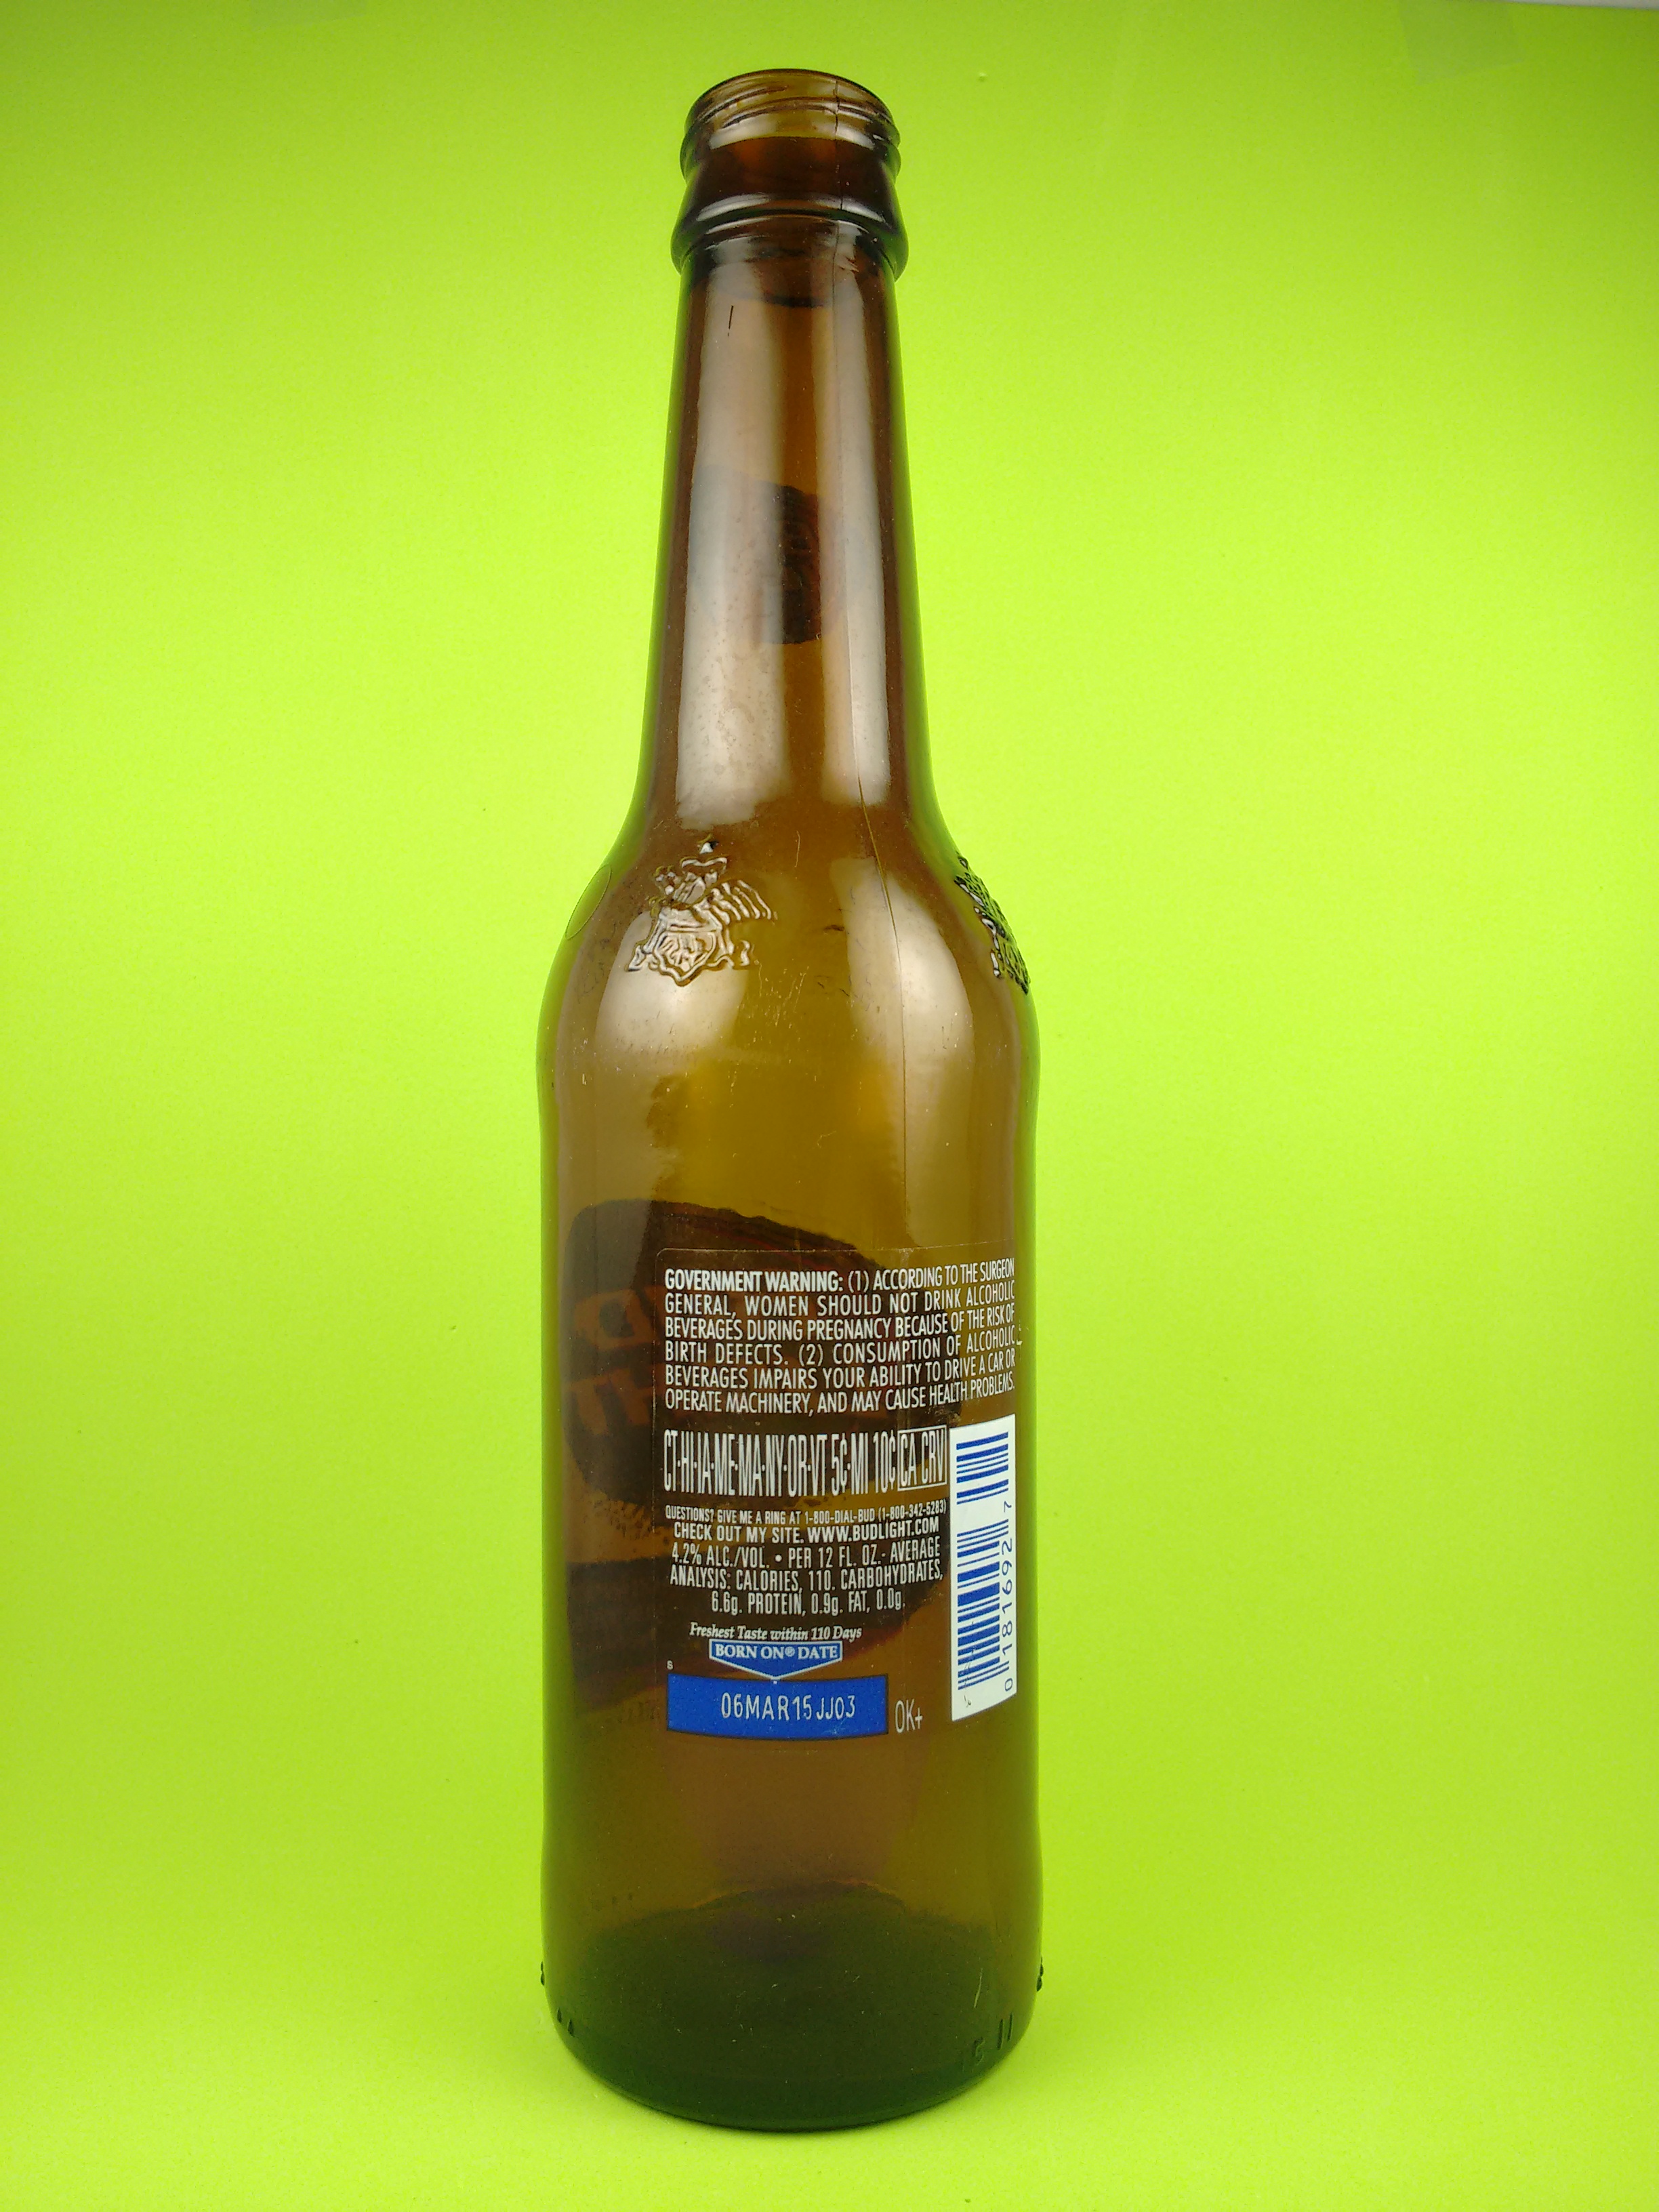 GOVERNMENT WARNING: (1) ACCORDING TO THE SURGEON
GENERAL, WOMEN SHOULD NOT DRINK ALCOHOLIC
BEVERAGES DURING PREGNANCY BECAUSE OF THE RISK OF
BIRTH DEFECTS. (2) CONSUMPTION OF ALCOHOLIC
BEVERAGES IMPAIRS YOUR ABILITY TO DRIVE A CAR OR
OPERATE MACHINERY, AND MAY CAUSE HEALTH PROBLEMS.
CT·HI·IA·ME·MA·NY·OR·VT 5¢·MI 10¢ CA CRV
QUESTIONS? GIVE ME A RING AT 1-800-DIAL-BUD (1-800-342-5283)
CHECK OUT MY SITE. WWW.BUDLIGHT.COM
4.2% ALC./VOL. • PER 12 FL. OZ.- AVERAGE
ANALYSIS: CALORIES, 110. CARBOHYDRATES,
6.6g. PROTEIN, 0.9g. FAT, 0.0g.
Freshest Taste within 110 Days
BORN ON® DATE
06MAR15JJ03
OK+
0 181692 7